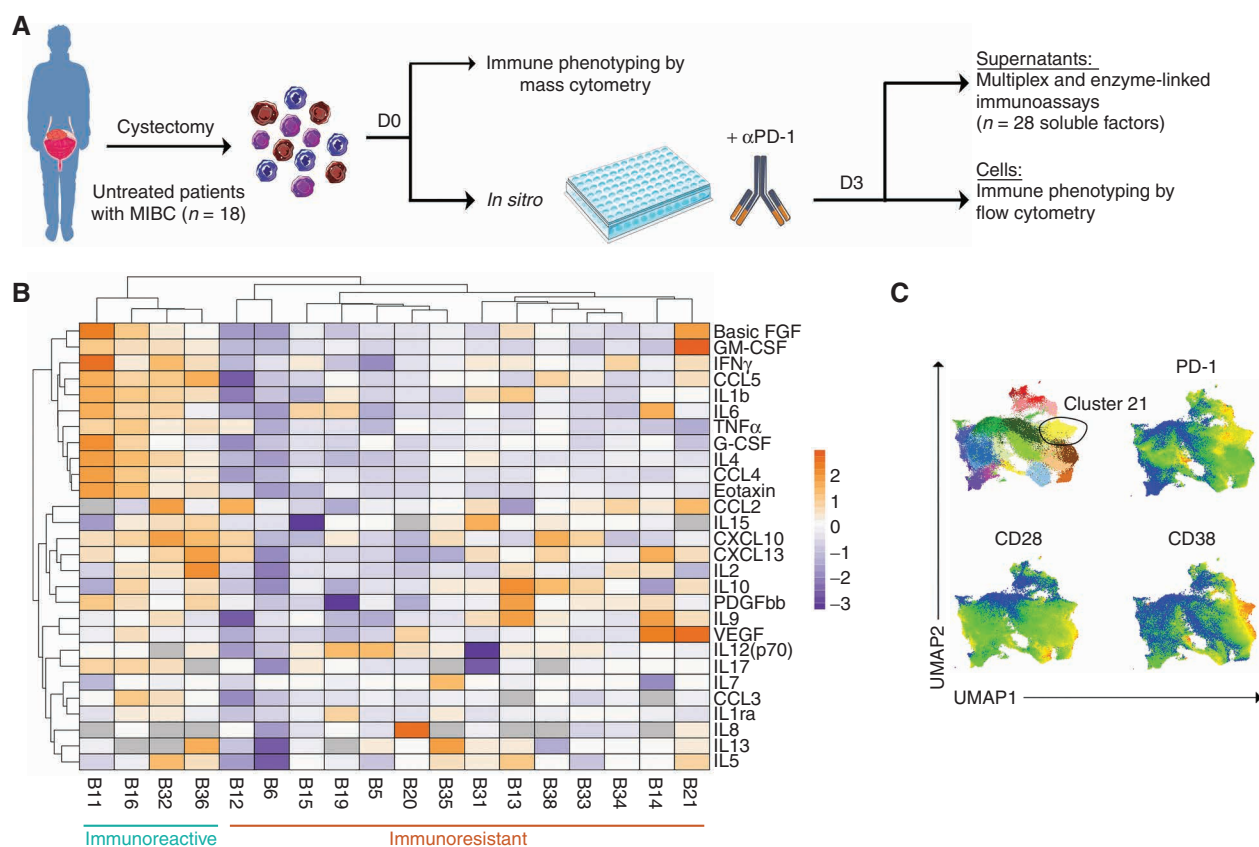 A
Cystectomy
Untreated patients
with MIBC (n = 18)
D0
Immune phenotyping by
mass cytometry
In sitro
+ αPD-1
D3
Supernatants:
Multiplex and enzyme-linked
immunoassays
(n = 28 soluble factors)
Cells:
Immune phenotyping by
flow cytometry
B
Basic FGF
GM-CSF
IFNγ
CCL5
IL1b
IL6
TNFα
G-CSF
IL4
CCL4
Eotaxin
CCL2
IL15
CXCL10
CXCL13
IL2
IL10
PDGFbb
IL9
VEGF
IL12(p70)
IL17
IL7
CCL3
IL1ra
IL8
IL13
IL5
B11 B16 B32 B36 B12 B6 B15 B19 B5 B20 B35 B31 B13 B38 B33 B34 B14 B21
Immunoreactive
Immunoresistant
2
1
0
−1
−2
−3
C
PD-1
Cluster 21
CD28
CD38
UMAP2
UMAP1